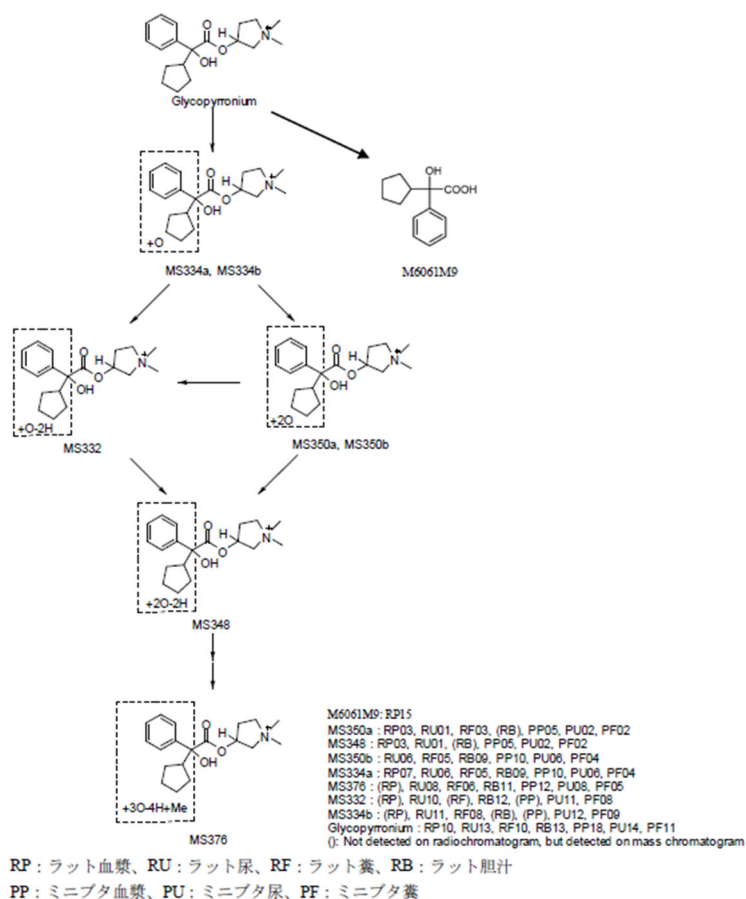 Glycopyrronium
+O
MS334a, MS334b
M6061M9
+O-2H
MS332
+2O
MS350a, MS350b
+2O-2H
MS348
+3O-4H+Me
MS376
M6061M9: RP15
MS350a : RP03, RU01, RF03, (RB), PP05, PU02, PF02
MS348 : RP03, RU01, (RB), PP05, PU02, PF02
MS350b : RU06, RF05, RB09, PP10, PU06, PF04
MS334a : RP07, RU06, RF05, RB09, PP10, PU06, PF04
MS376 : (RP), RU08, RF06, RB11, PP12, PU08, PF05
MS332 : (RP), RU10, (RF), RB12, (PP), PU11, PF08
MS334b : (RP), RU11, RF08, (RB), (PP), PU12, PF09
Glycopyrronium : RP10, RU13, RF10, RB13, PP18, PU14, PF11
(): Not detected on radiochromatogram, but detected on mass chromatogram
RP：ラット血漿、RU：ラット尿、RF：ラット糞、RB：ラット胆汁
PP：ミニブタ血漿、PU：ミニブタ尿、PF：ミニブタ糞